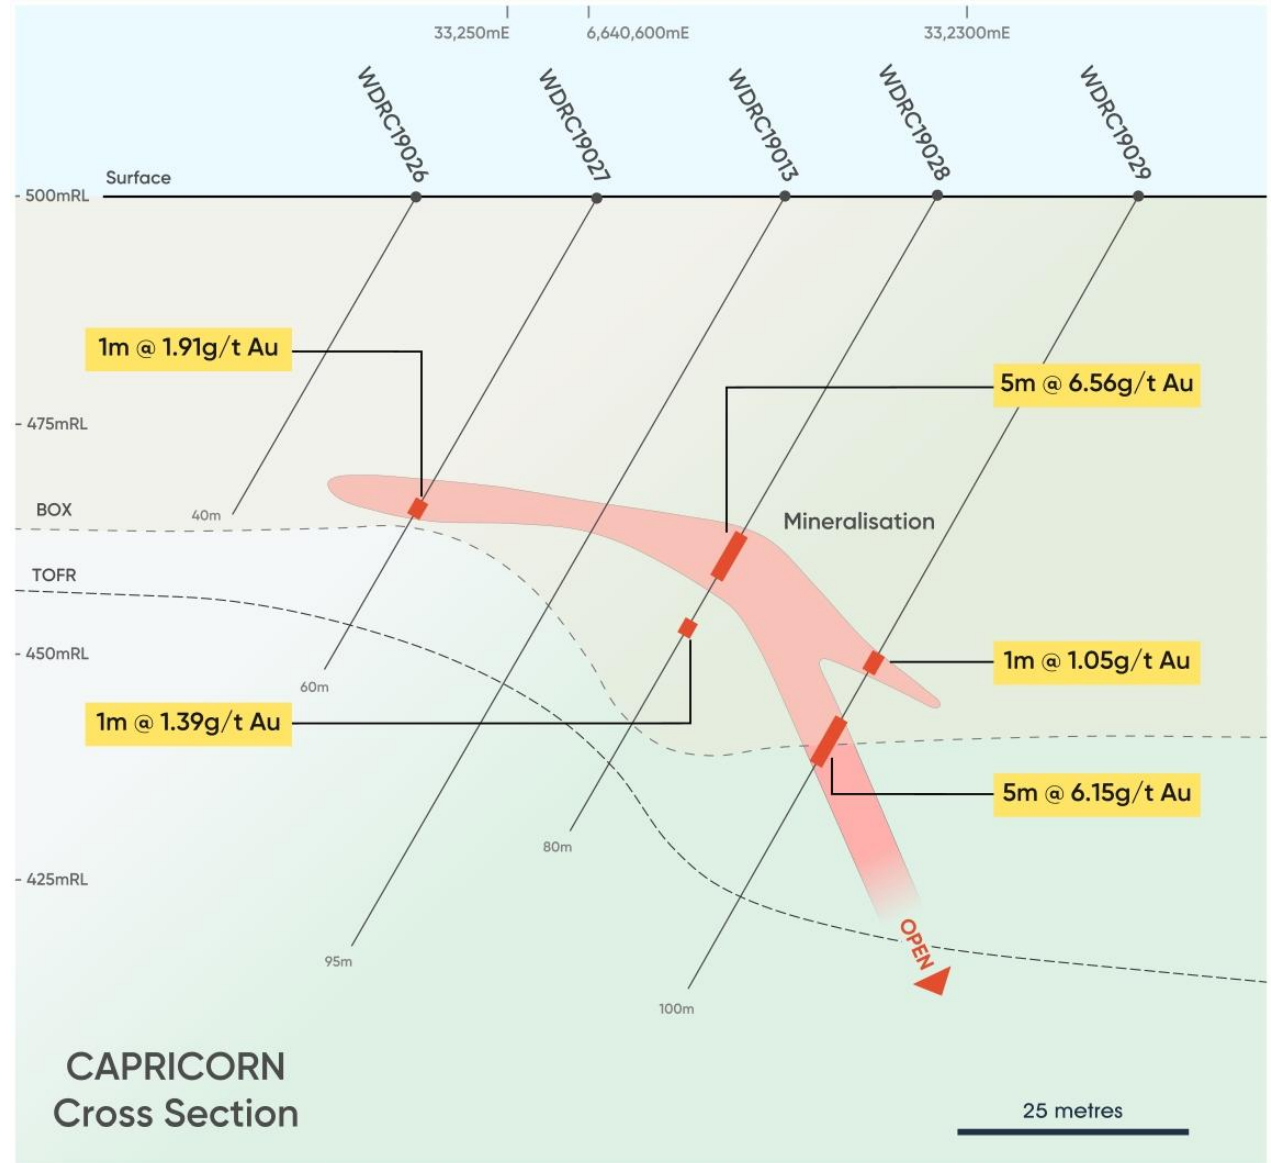 33,250mE
6,640,600mE
33,2300mE
WDRC19026
WDRC19027
WDRC19013
WDRC19028
WDRC19029
Surface
- 500mRL
1m @ 1.91g/t Au
5m @ 6.56g/t Au
- 475mRL
BOX
40m
Mineralisation
TOFR
- 450mRL
1m @ 1.05g/t Au
60m
1m @ 1.39g/t Au
5m @ 6.15g/t Au
80m
- 425mRL
OPEN
95m
100m
CAPRICORN
Cross Section
25 metres